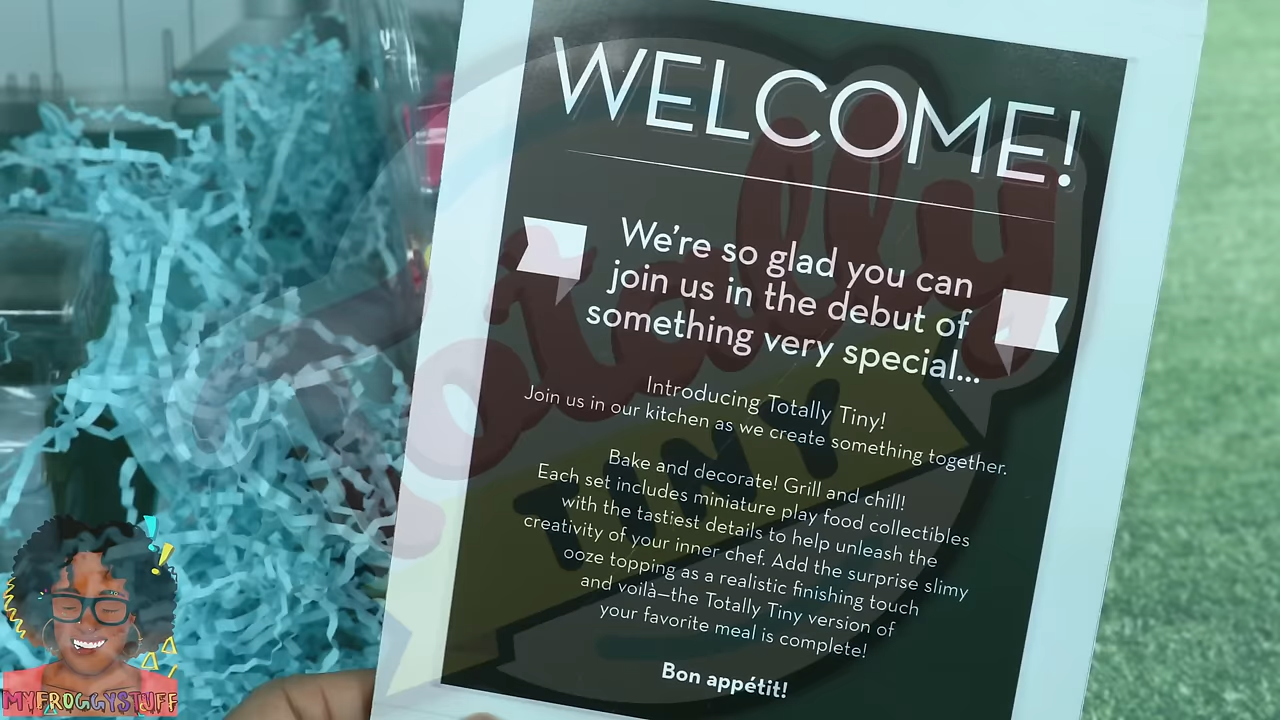 WELCOME!
We're so glad you can
join us in the debut of
something very special...
Introducing Totally Tiny!
Join us in our kitchen as we create something together.
Bake and decorate! Grill and chill!
Each set includes miniature play food collectibles
with the tastiest details to help unleash the
creativity of your inner chef. Add the surprise slimy
ooze topping as a realistic finishing touch
and voilà—the Totally Tiny version of
your favorite meal is complete!
Bon appétit!
Totally
TINY
MYFROGGYSTUFF